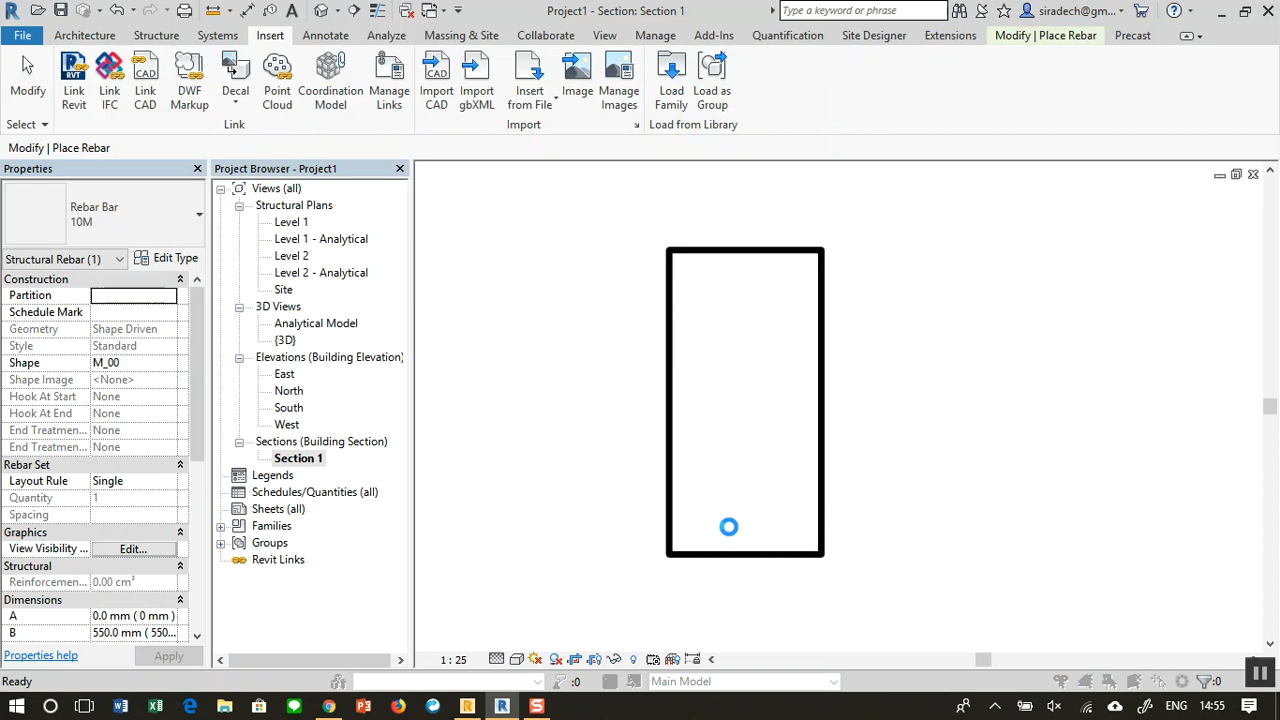 Project1 - Section: Section 1
Type a keyword or phrase
siradech@gm...
File
Architecture
Structure
Systems
Insert
Annotate
Analyze
Massing & Site
Collaborate
View
Manage
Add-Ins
Quantification
Site Designer
Extensions
Modify | Place Rebar
Precast
Modify
Link Revit
Link IFC
Link CAD
DWF Markup
Decal
Point Cloud
Coordination Model
Manage Links
Import CAD
Import gbXML
Insert from File
Image
Manage Images
Load Family
Load as Group
Select
Link
Import
Load from Library
Modify | Place Rebar
Properties
Rebar Bar
10M
Structural Rebar (1)
Edit Type
Construction
Partition
Schedule Mark
Geometry Shape Driven
Style Standard
Shape M_00
Shape Image <None>
Hook At Start None
Hook At End None
End Treatmen... None
End Treatmen... None
Rebar Set
Layout Rule Single
Quantity 1
Spacing
Graphics
View Visibility ... Edit...
Structural
Reinforcemen... 0.00 cm³
Dimensions
A 0.0 mm ( 0 mm )
B 550.0 mm ( 550...
Properties help
Apply
Project Browser - Project1
Views (all)
Structural Plans
Level 1
Level 1 - Analytical
Level 2
Level 2 - Analytical
Site
3D Views
Analytical Model
{3D}
Elevations (Building Elevation)
East
North
South
West
Sections (Building Section)
Section 1
Legends
Schedules/Quantities (all)
Sheets (all)
Families
Groups
Revit Links
1 : 25
Ready
:0
Main Model
:0
ENG
14:55